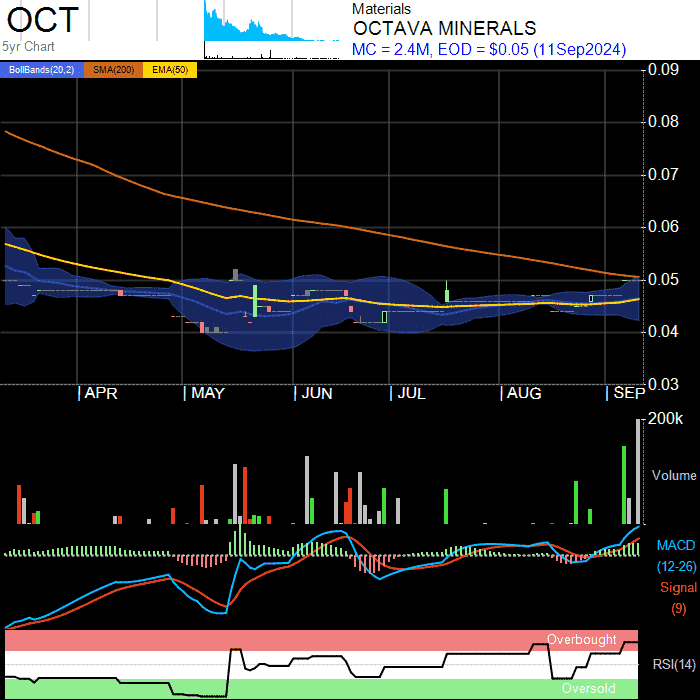 OCT
5yr Chart
Materials
OCTAVA MINERALS
MC = 2.4M, EOD = $0.05 (11Sep2024)
BollBands(20,2) SMA(200) EMA(50)
0.09
0.08
0.07
0.06
0.05
0.04
0.03
APR MAY JUN JUL AUG SEP
200k
Volume
MACD
(12-26)
Signal
(9)
Overbought
RSI(14)
Oversold